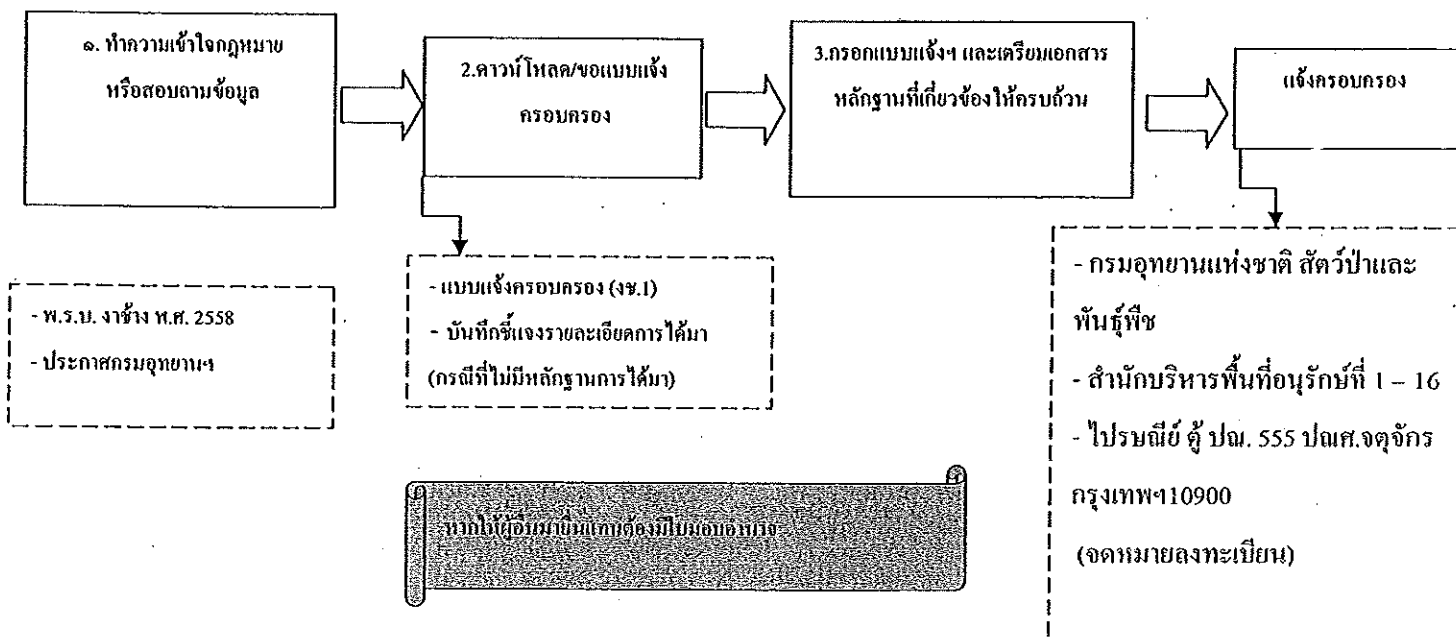 ๑. ทำความเข้าใจกฎหมาย
หรือสอบถามข้อมูล
2.ดาวน์โหลด/ขอแบบแจ้ง
ครอบครอง
3.กรอกแบบแจ้งฯ และเตรียมเอกสาร
หลักฐานที่เกี่ยวข้องให้ครบถ้วน
แจ้งครอบครอง
- พ.ร.บ. งาช้าง พ.ศ. 2558
- ประกาศกรมอุทยานฯ
- แบบแจ้งครอบครอง (งช.1)
- บันทึกชี้แจงรายละเอียดการได้มา
(กรณีที่ไม่มีหลักฐานการได้มา)
- กรมอุทยานแห่งชาติ สัตว์ป่าและ
พันธุ์พืช
- สำนักบริหารพื้นที่อนุรักษ์ที่ 1 – 16
- ไปรษณีย์ ตู้ ปณ. 555 ปณศ.จตุจักร
กรุงเทพฯ10900
(จดหมายลงทะเบียน)
หากให้ผู้อื่นมายื่นแทนต้องมีใบมอบอำนาจ